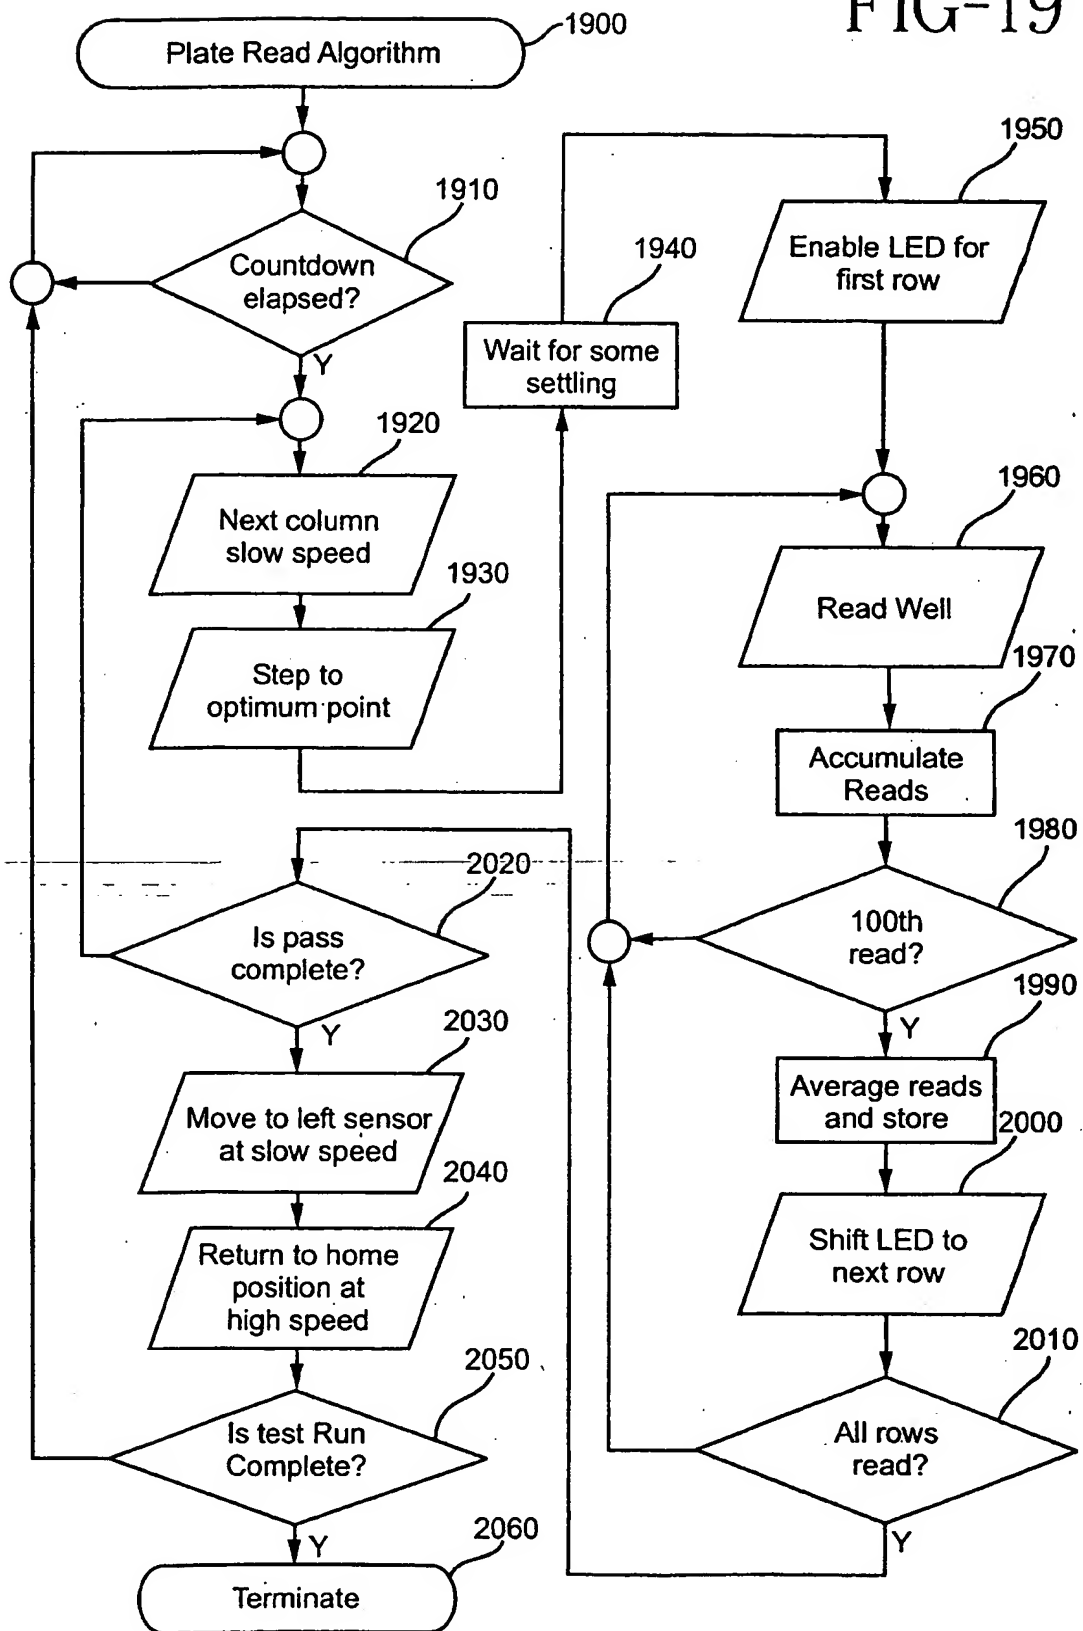 FIG-19
1900
Plate Read Algorithm
1910
Countdown
elapsed?
Y
1920
Next column
slow speed
1930
Step to
optimum point
1940
Wait for some
settling
1950
Enable LED for
first row
1960
Read Well
1970
Accumulate
Reads
1980
100th
read?
Y
1990
Average reads
and store
2000
Shift LED to
next row
2010
All rows
read?
Y
2020
Is pass
complete?
Y
2030
Move to left sensor
at slow speed
2040
Return to home
position at
high speed
2050
Is test Run
Complete?
Y
2060
Terminate